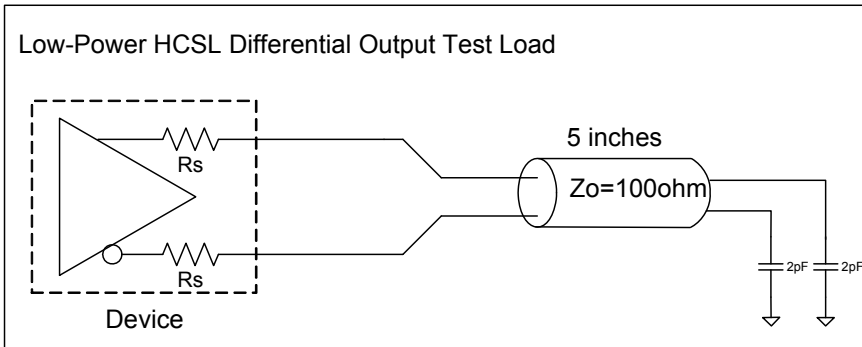 Low-Power HCSL Differential Output Test Load
Rs
5 inches
Zo=100ohm
Rs
2pF
2pF
Device